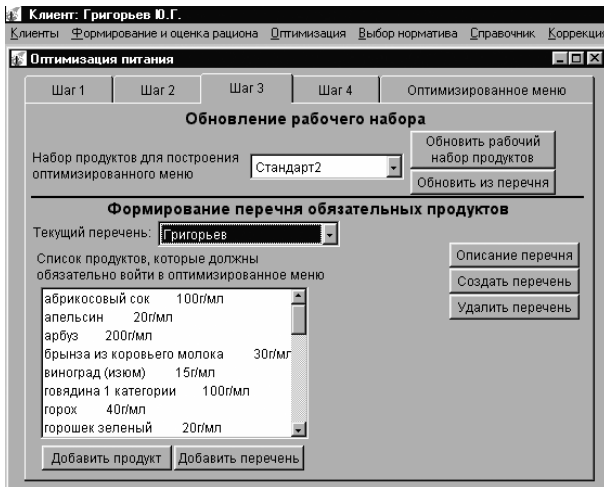 Клиент: Григорьев Ю.Г.
Клиенты Формирование и оценка рациона Оптимизация Выбор норматива Справочник Коррекци
Оптимизация питания
Шаг 1 Шаг 2 Шаг 3 Шаг 4 Оптимизированное меню
Обновление рабочего набора
Набор продуктов для построения
оптимизированного меню
Стандарт2
Обновить рабочий
набор продуктов
Обновить из перечня
Формирование перечня обязательных продуктов
Текущий перечень: Григорьев
Список продуктов, которые должны
обязательно войти в оптимизированное меню
Описание перечня
Создать перечень
Удалить перечень
абрикосовый сок 100г/мл
апельсин 20г/мл
арбуз 200г/мл
брынза из коровьего молока 30г/мл
виноград (изюм) 15г/мл
говядина 1 категории 100г/мл
горох 40г/мл
горошек зеленый 20г/мл
Добавить продукт Добавить перечень